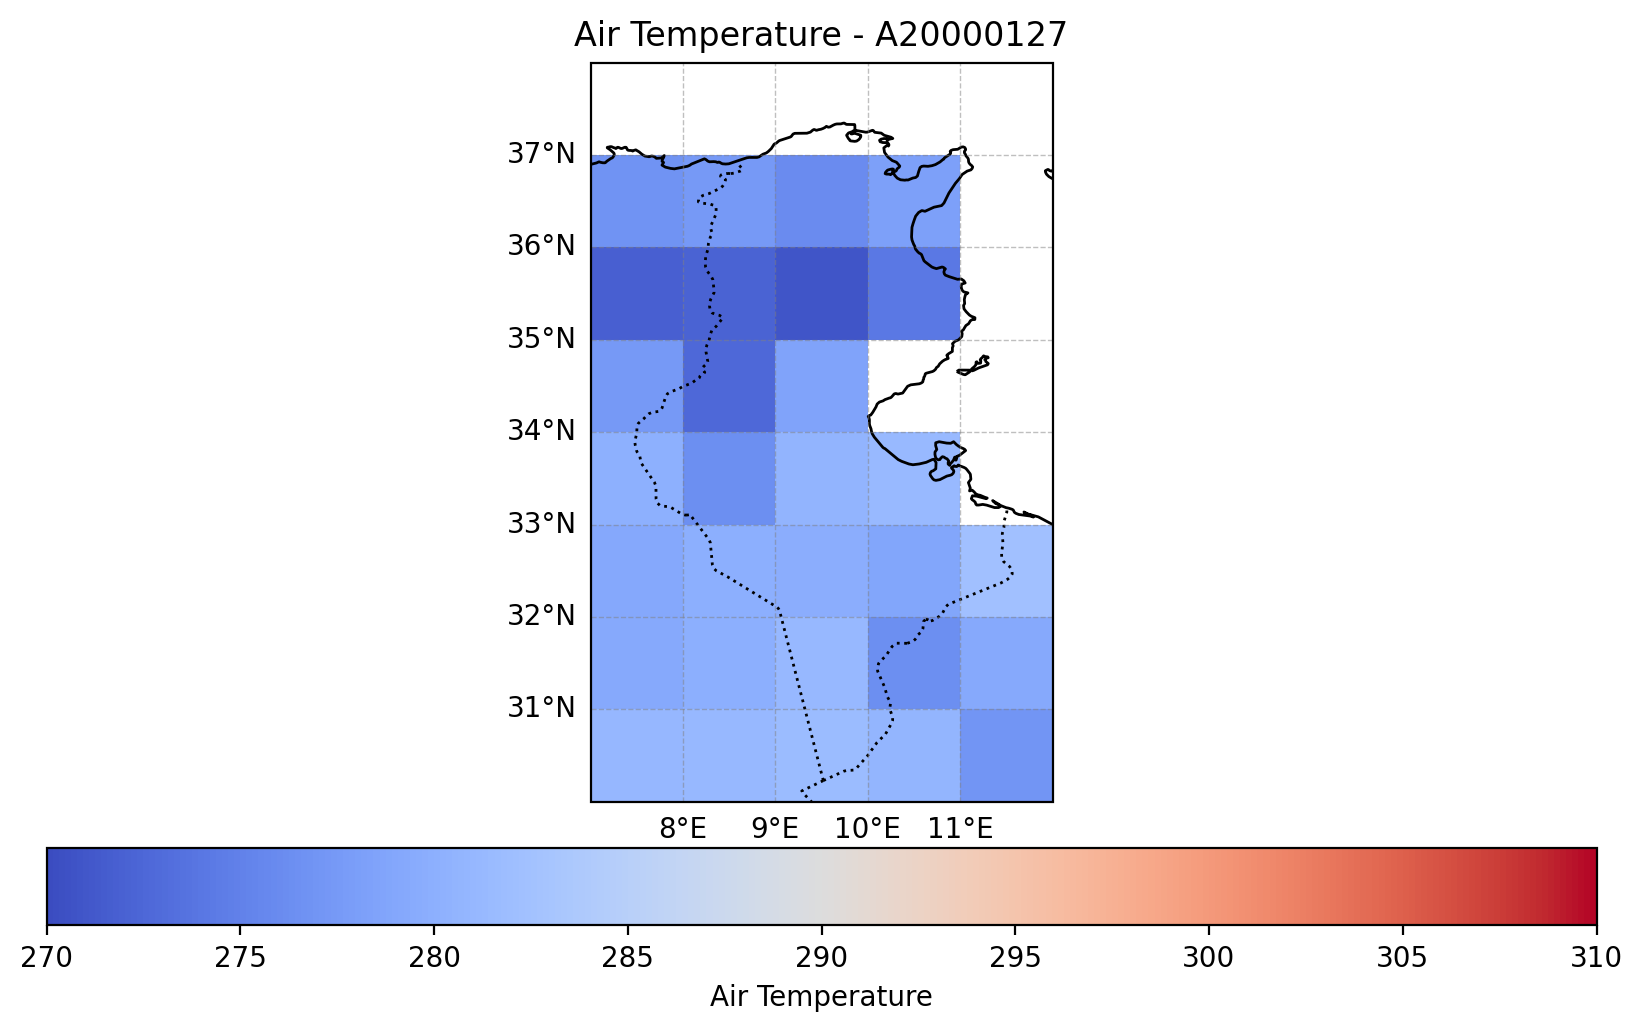 Air Temperature - A20000127
37°N
36°N
35°N
34°N
33°N
32°N
31°N
8°E 9°E 10°E 11°E
270 275 280 285 290 295 300 305 310
Air Temperature